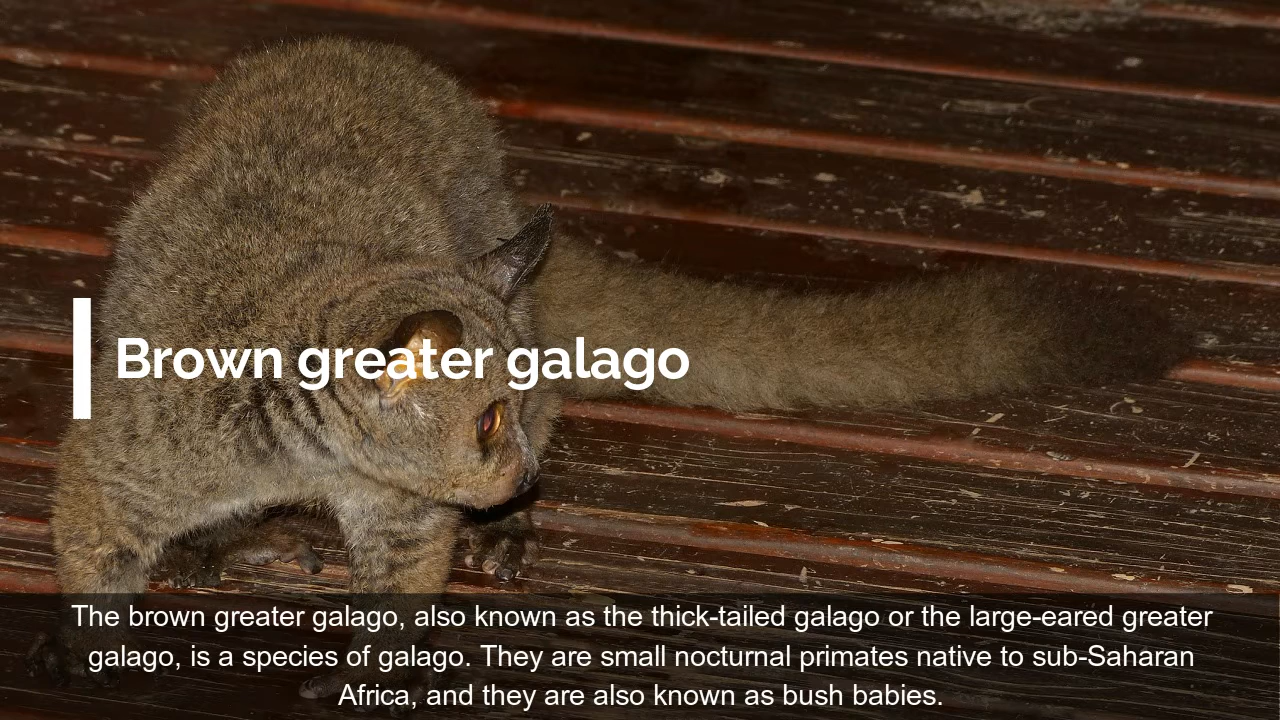 Brown greater galago
The brown greater galago, also known as the thick-tailed galago or the large-eared greater
galago, is a species of galago. They are small nocturnal primates native to sub-Saharan
Africa, and they are also known as bush babies.